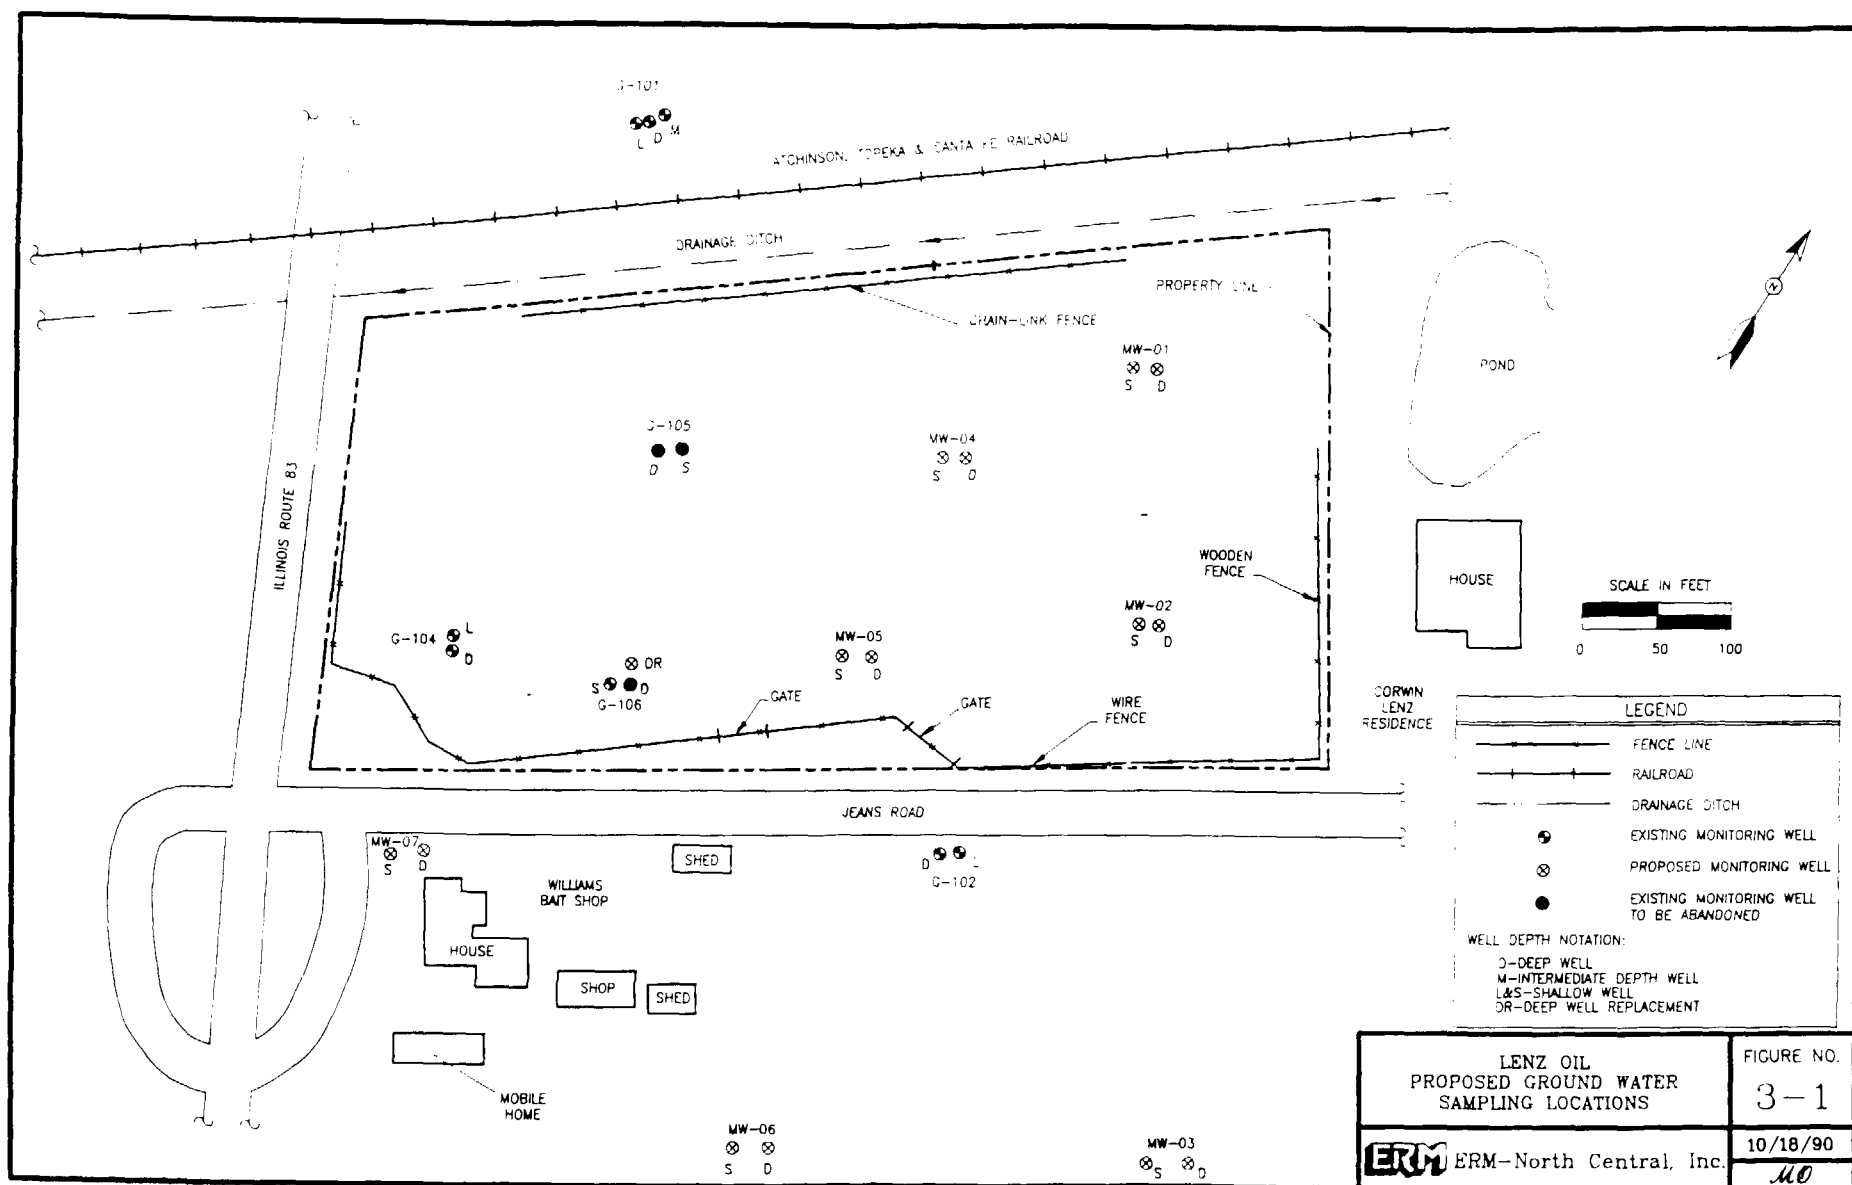 G-101
L D M
ATCHINSON, TOPEKA & SANTA FE RAILROAD
DRAINAGE DITCH
PROPERTY LINE
CHAIN-LINK FENCE
MW-01
S D
POND
N
G-105
D S
MW-04
S D
ILLINOIS ROUTE 83
WOODEN
FENCE
HOUSE
SCALE IN FEET
0 50 100
MW-02
S D
G-104
L
D
MW-05
S D
DR
S D
G-106
GATE
GATE
WIRE
FENCE
CORWIN
LENZ
RESIDENCE
LEGEND
FENCE LINE
RAILROAD
DRAINAGE DITCH
EXISTING MONITORING WELL
PROPOSED MONITORING WELL
EXISTING MONITORING WELL
TO BE ABANDONED
WELL DEPTH NOTATION:
D-DEEP WELL
M-INTERMEDIATE DEPTH WELL
L&S-SHALLOW WELL
DR-DEEP WELL REPLACEMENT
JEANS ROAD
MW-07
S D
SHED
D L
G-102
WILLIAMS
BAIT SHOP
HOUSE
SHOP
SHED
MOBILE
HOME
MW-06
S D
MW-03
S D
LENZ OIL
PROPOSED GROUND WATER
SAMPLING LOCATIONS
FIGURE NO.
3-1
ERM ERM-North Central, Inc.
10/18/90
MO